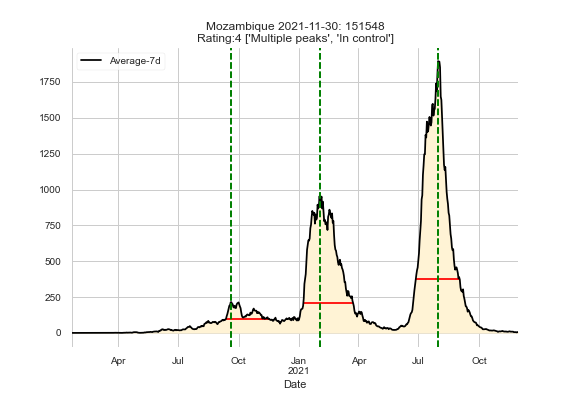 Mozambique 2021-11-30: 151548
Rating:4 ['Multiple peaks', 'In control']
Average-7d
1750
1500
1250
1000
750
500
250
0
Apr Jul Oct Jan Apr Jul Oct
2021
Date